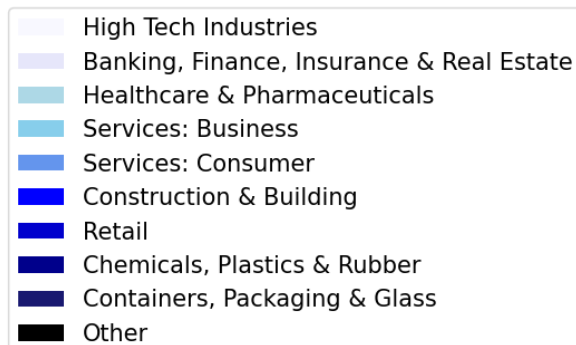 High Tech Industries
Banking, Finance, Insurance & Real Estate
Healthcare & Pharmaceuticals
Services: Business
Services: Consumer
Construction & Building
Retail
Chemicals, Plastics & Rubber
Containers, Packaging & Glass
Other